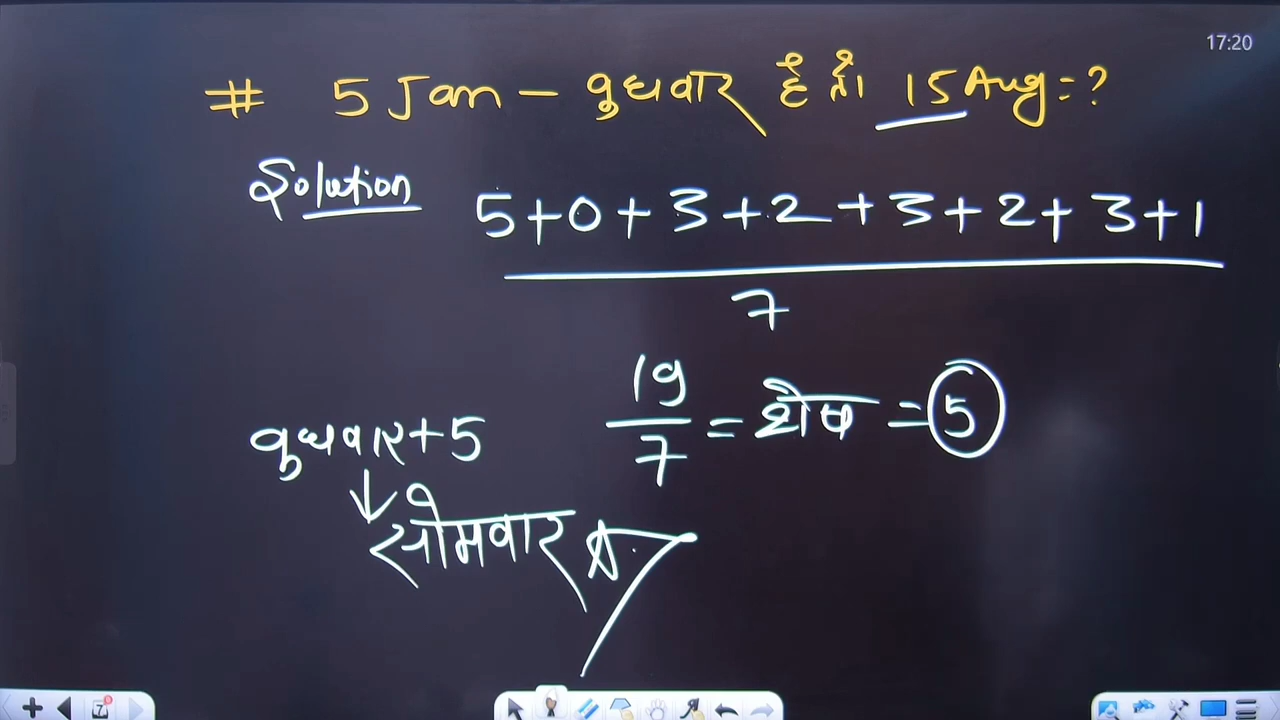 17:20
# 5 Jan - बुधवार है तो 15 Aug = ?
Solution
5+0+3+2+3+2+3+1
7
19
7 = शेष = 5
बुधवार+5
↓
सोमवार A